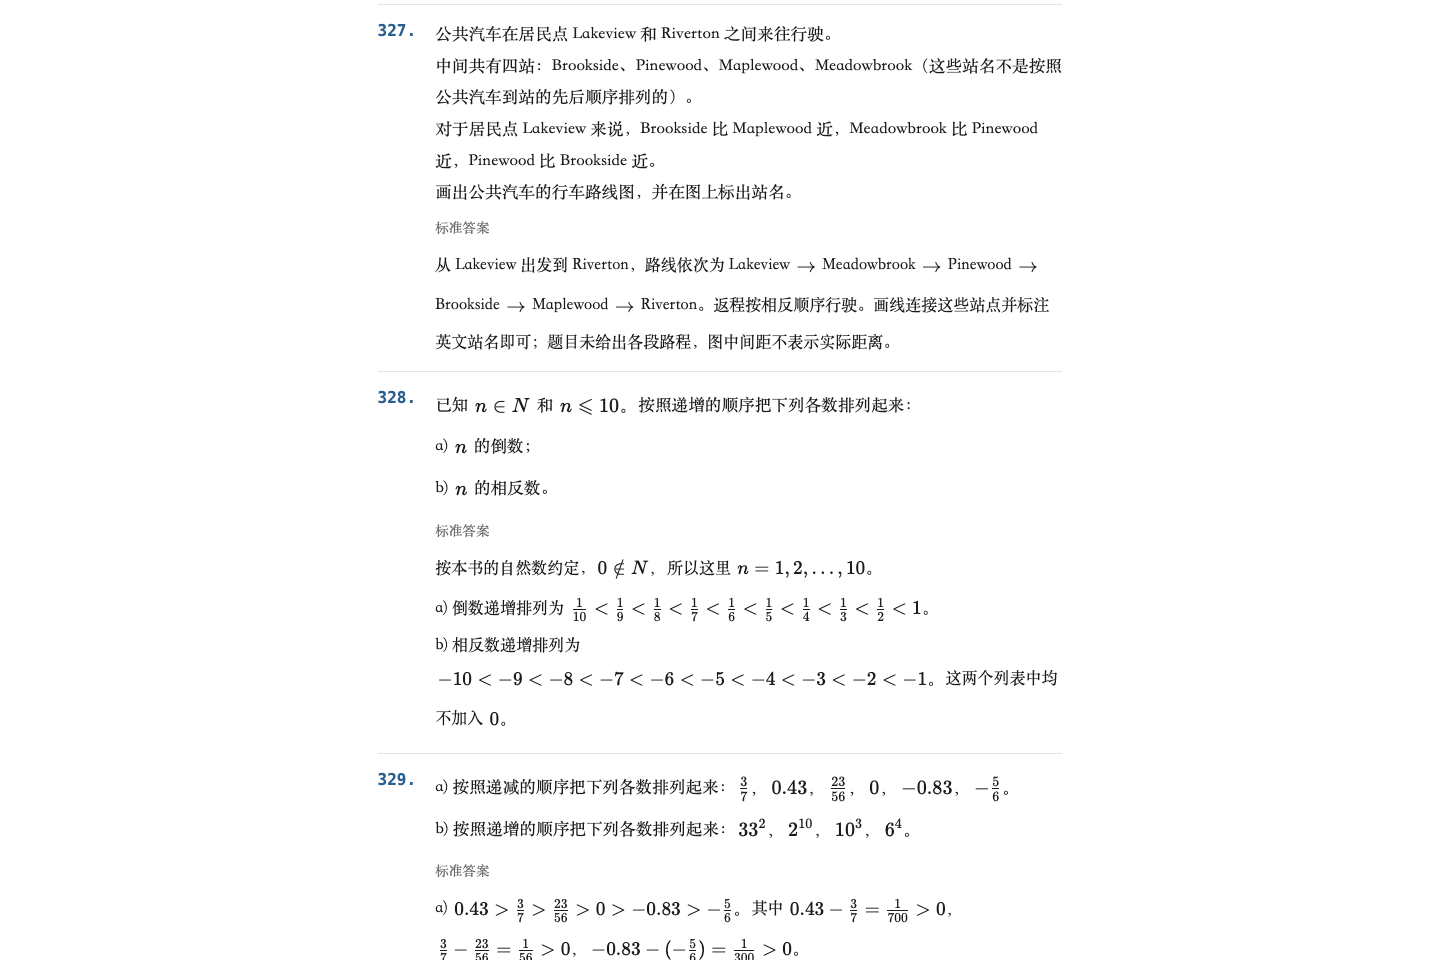 327.
公共汽车在居民点 Lakeview 和 Riverton 之间来往行驶。
中间共有四站：Brookside、Pinewood、Maplewood、Meadowbrook（这些站名不是按照
公共汽车到站的先后顺序排列的）。
对于居民点 Lakeview 来说，Brookside 比 Maplewood 近，Meadowbrook 比 Pinewood
近，Pinewood 比 Brookside 近。
画出公共汽车的行车路线图，并在图上标出站名。
标准答案
从 Lakeview 出发到 Riverton，路线依次为 Lakeview → Meadowbrook → Pinewood →
Brookside → Maplewood → Riverton。返程按相反顺序行驶。画线连接这些站点并标注
英文站名即可；题目未给出各段路程，图中间距不表示实际距离。
328.
已知 n ∈ N 和 n ⩽ 10。按照递增的顺序把下列各数排列起来：
a) n 的倒数；
b) n 的相反数。
标准答案
按本书的自然数约定，0 ∉ N，所以这里 n = 1, 2, . . . , 10。
a) 倒数递增排列为 1/10 < 1/9 < 1/8 < 1/7 < 1/6 < 1/5 < 1/4 < 1/3 < 1/2 < 1。
b) 相反数递增排列为
−10 < −9 < −8 < −7 < −6 < −5 < −4 < −3 < −2 < −1。这两个列表中均
不加入 0。
329.
a) 按照递减的顺序把下列各数排列起来：3/7， 0.43， 23/56， 0， −0.83， −5/6。
b) 按照递增的顺序把下列各数排列起来：33²， 2¹⁰， 10³， 6⁴。
标准答案
a) 0.43 > 3/7 > 23/56 > 0 > −0.83 > −5/6。其中 0.43 − 3/7 = 1/700 > 0，
3/7 − 23/56 = 1/56 > 0， −0.83 − (−5/6) = 1/300 > 0。